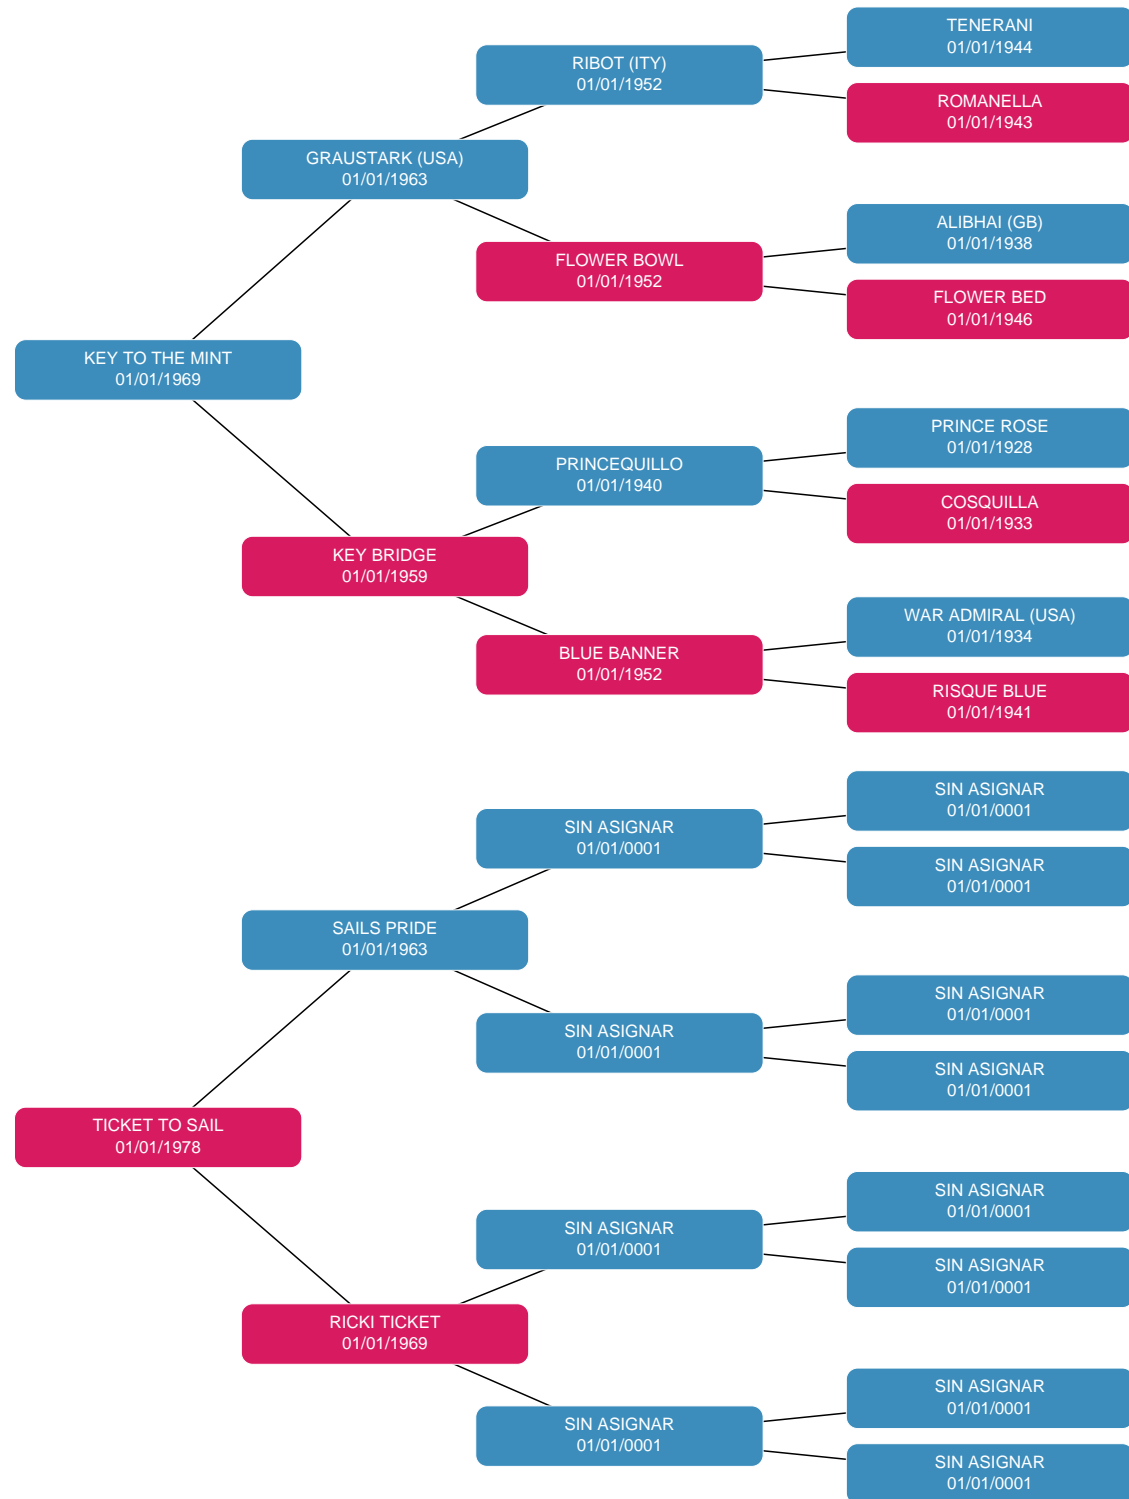 TENERANI
01/01/1944
RIBOT (ITY)
01/01/1952
ROMANELLA
01/01/1943
GRAUSTARK (USA)
01/01/1963
ALIBHAI (GB)
01/01/1938
FLOWER BOWL
01/01/1952
FLOWER BED
01/01/1946
KEY TO THE MINT
01/01/1969
PRINCE ROSE
01/01/1928
PRINCEQUILLO
01/01/1940
COSQUILLA
01/01/1933
KEY BRIDGE
01/01/1959
WAR ADMIRAL (USA)
01/01/1934
BLUE BANNER
01/01/1952
RISQUE BLUE
01/01/1941
SIN ASIGNAR
01/01/0001
SIN ASIGNAR
01/01/0001
SIN ASIGNAR
01/01/0001
SAILS PRIDE
01/01/1963
SIN ASIGNAR
01/01/0001
SIN ASIGNAR
01/01/0001
SIN ASIGNAR
01/01/0001
TICKET TO SAIL
01/01/1978
SIN ASIGNAR
01/01/0001
SIN ASIGNAR
01/01/0001
SIN ASIGNAR
01/01/0001
RICKI TICKET
01/01/1969
SIN ASIGNAR
01/01/0001
SIN ASIGNAR
01/01/0001
SIN ASIGNAR
01/01/0001